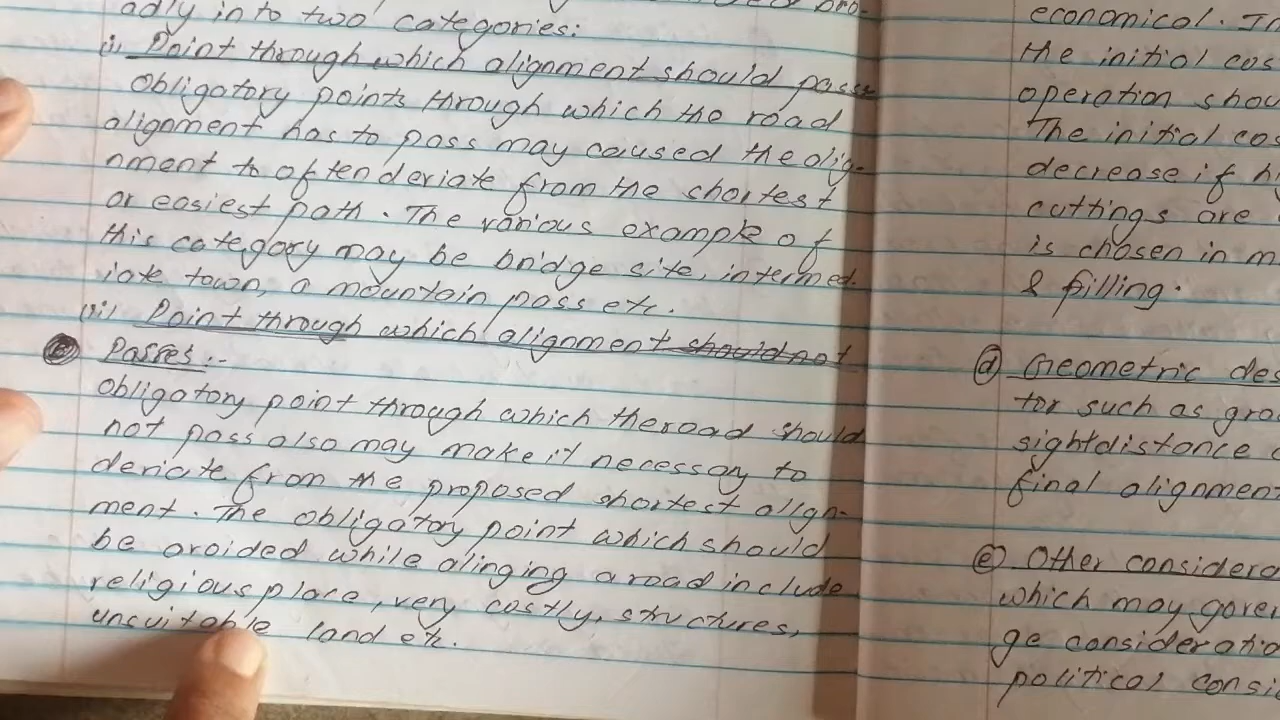 adly into two categories:
(i) Point through which alignment should pass:
Obligatory points through which the road
alignment has to pass may caused the alig-
nment to often deviate from the shortest
or easiest path. The various example of
this category may be bridge site, intermed-
iate town, a mountain pass etc.
(ii) Point through which alignment should not
Passes:-
Obligatory point through which the road should
not pass also may make it necessary to
deviate from the proposed shortest align-
ment. The obligatory point which should
be avoided while alinging a road include
religious place, very costly, structures,
unsuitable land etc.
economical.
the initial cos
operation shou
The initial cos
decrease if hi
cuttings are
is chosen in m
& filling.
(d) Geometric des
tor such as gra
sight distance
final alignment
(e) Other considera
which may gover
ge consideratio
political consi